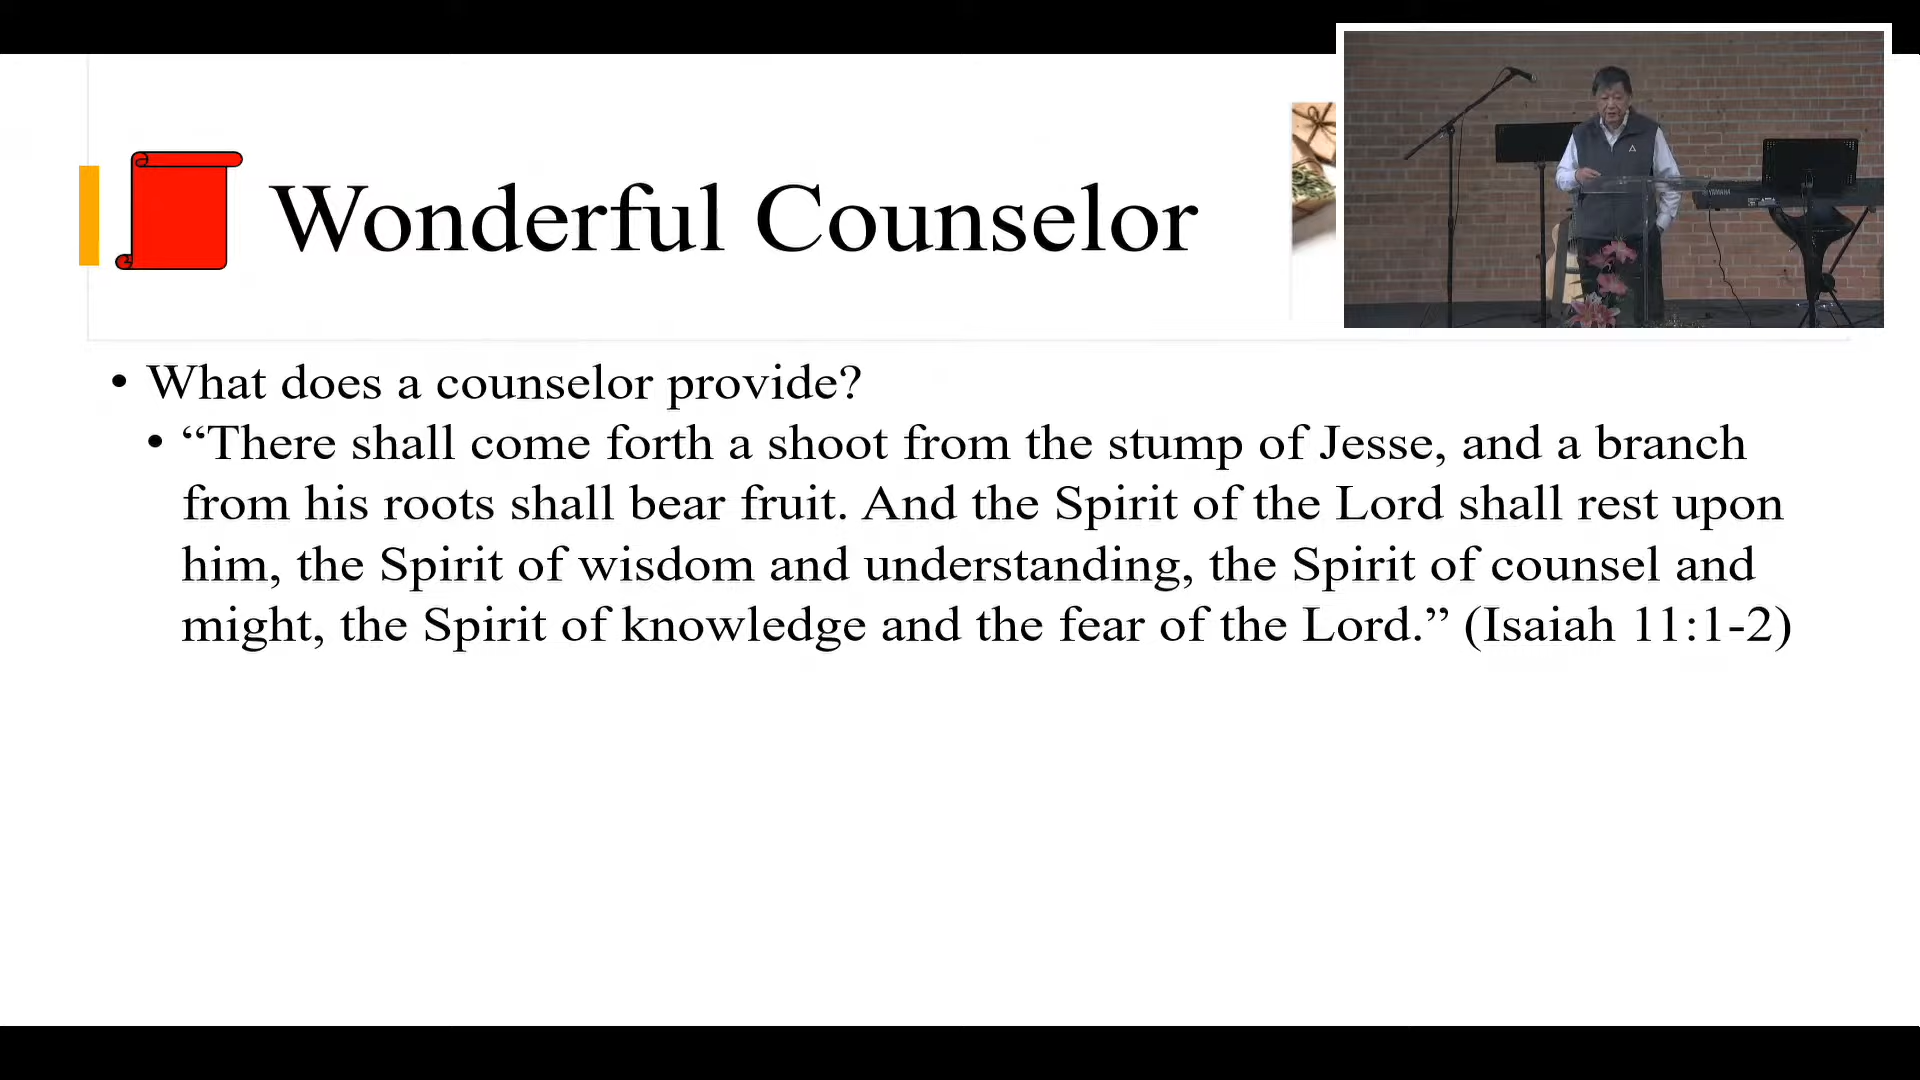 Wonderful Counselor
• What does a counselor provide?
• “There shall come forth a shoot from the stump of Jesse, and a branch
from his roots shall bear fruit. And the Spirit of the Lord shall rest upon
him, the Spirit of wisdom and understanding, the Spirit of counsel and
might, the Spirit of knowledge and the fear of the Lord.” (Isaiah 11:1-2)